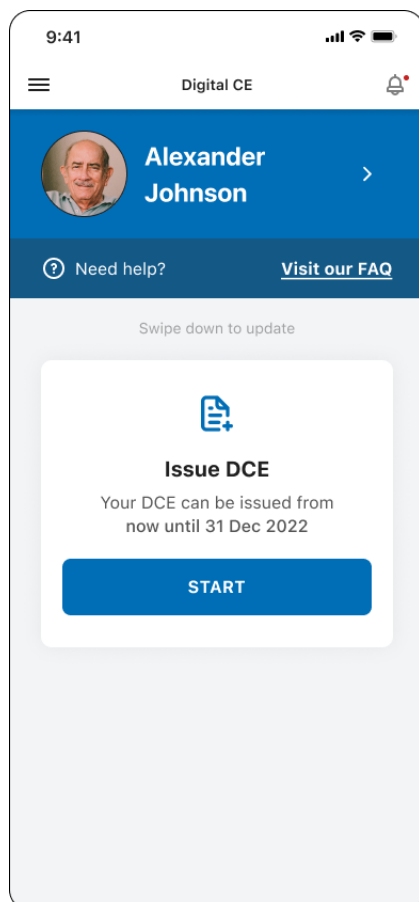 9:41
Digital CE
Alexander
Johnson
Need help?
Visit our FAQ
Swipe down to update
Issue DCE
Your DCE can be issued from
now until 31 Dec 2022
START